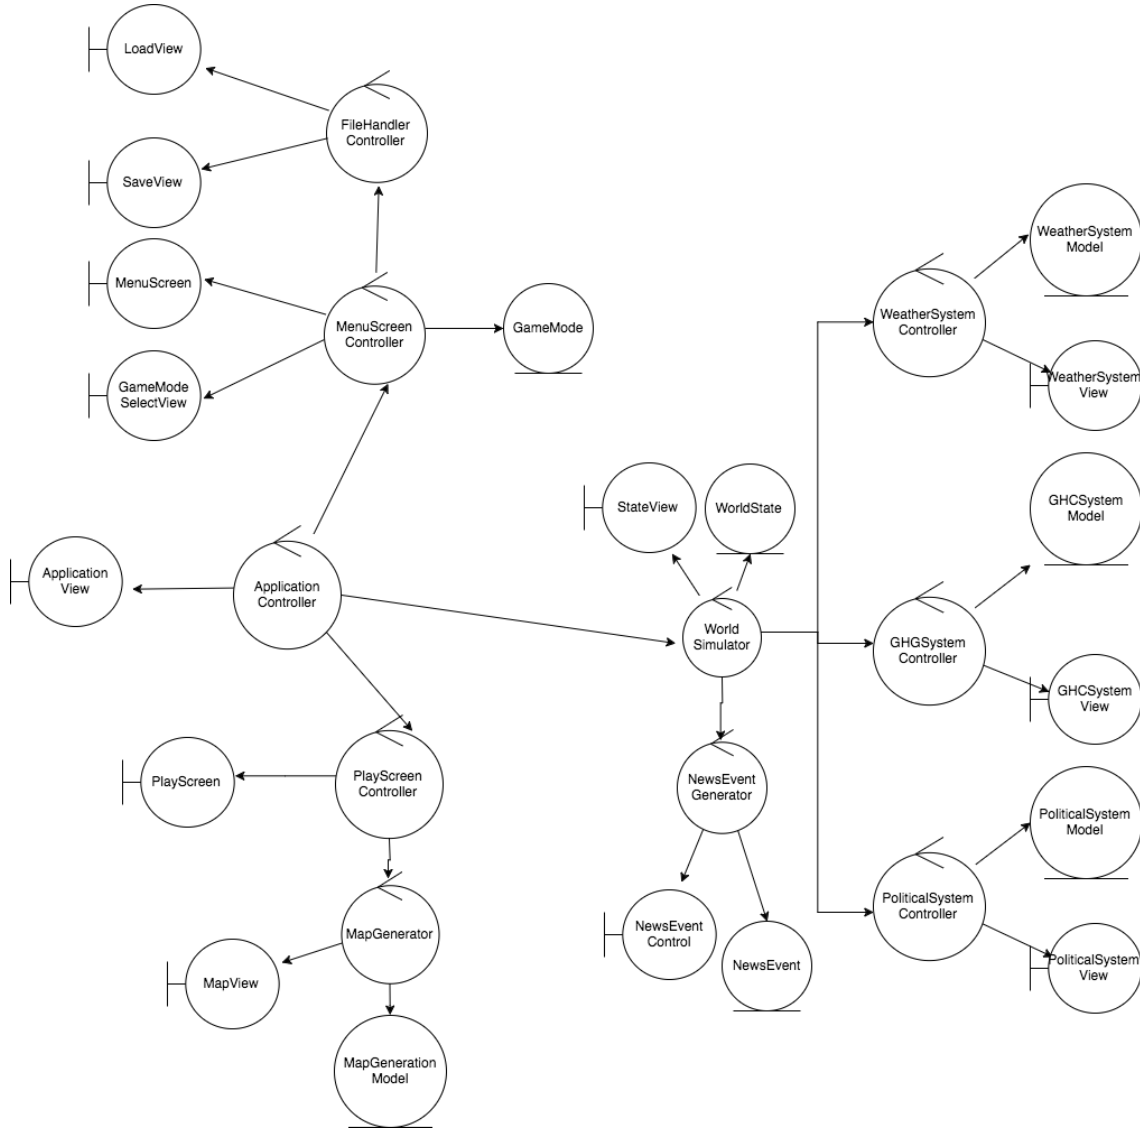 LoadView
FileHandler
Controller
SaveView
MenuScreen
MenuScreen
Controller
GameMode
GameMode
SelectView
WeatherSystem
Model
WeatherSystem
Controller
WeatherSystem
View
StateView
WorldState
GHCSystem
Model
Application
View
Application
Controller
World
Simulator
GHGSystem
Controller
GHCSystem
View
PlayScreen
PlayScreen
Controller
NewsEvent
Generator
PoliticalSystem
Model
PoliticalSystem
Controller
MapGenerator
NewsEvent
Control
NewsEvent
PoliticalSystem
View
MapView
MapGeneration
Model